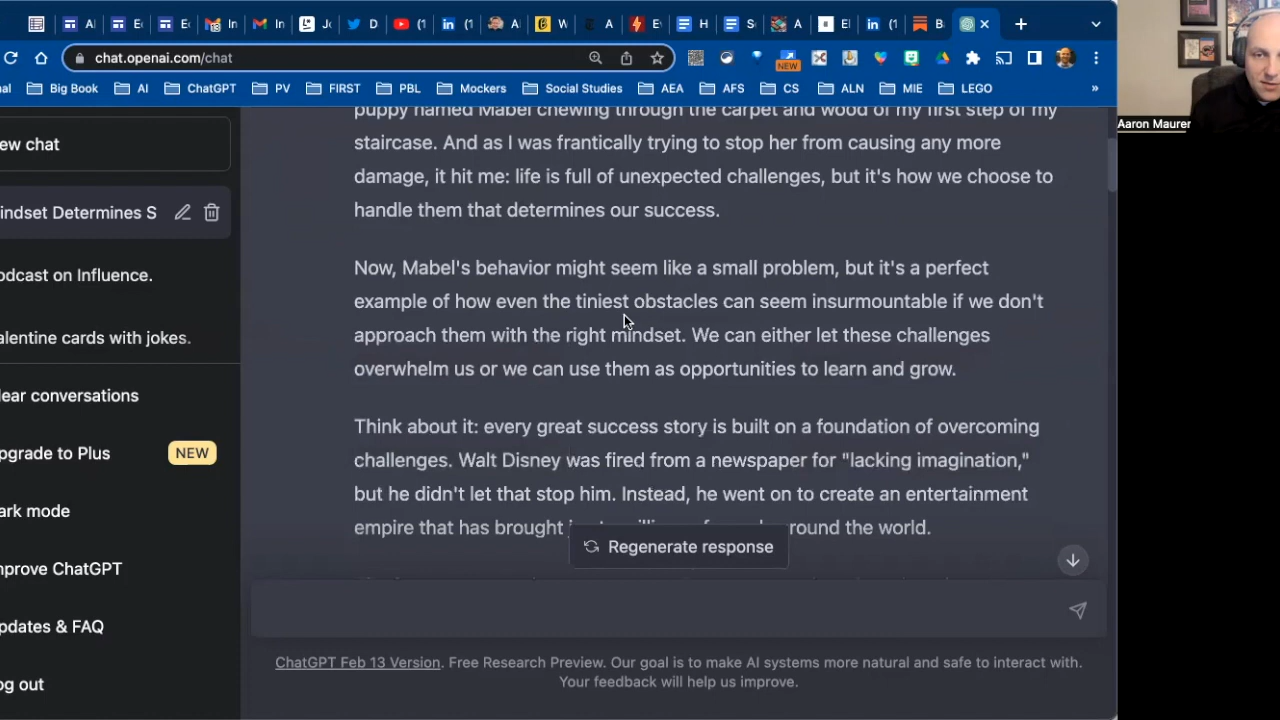 In
In
Jo
D
(1
(1
A
W
A
E
H
S
A
El
(1
B
chat.openai.com/chat
NEW
nal
Big Book
AI
ChatGPT
PV
FIRST
PBL
Mockers
Social Studies
AEA
AFS
CS
ALN
MIE
LEGO
»
Aaron Maurer
ew chat
indset Determines S
odcast on Influence.
alentine cards with jokes.
lear conversations
pgrade to Plus
NEW
ark mode
mprove ChatGPT
pdates & FAQ
og out
puppy named Mabel chewing through the carpet and wood of my first step of my
staircase. And as I was frantically trying to stop her from causing any more
damage, it hit me: life is full of unexpected challenges, but it's how we choose to
handle them that determines our success.
Now, Mabel's behavior might seem like a small problem, but it's a perfect
example of how even the tiniest obstacles can seem insurmountable if we don't
approach them with the right mindset. We can either let these challenges
overwhelm us or we can use them as opportunities to learn and grow.
Think about it: every great success story is built on a foundation of overcoming
challenges. Walt Disney was fired from a newspaper for "lacking imagination,"
but he didn't let that stop him. Instead, he went on to create an entertainment
empire that has brought around the world.
Regenerate response
ChatGPT Feb 13 Version. Free Research Preview. Our goal is to make AI systems more natural and safe to interact with.
Your feedback will help us improve.